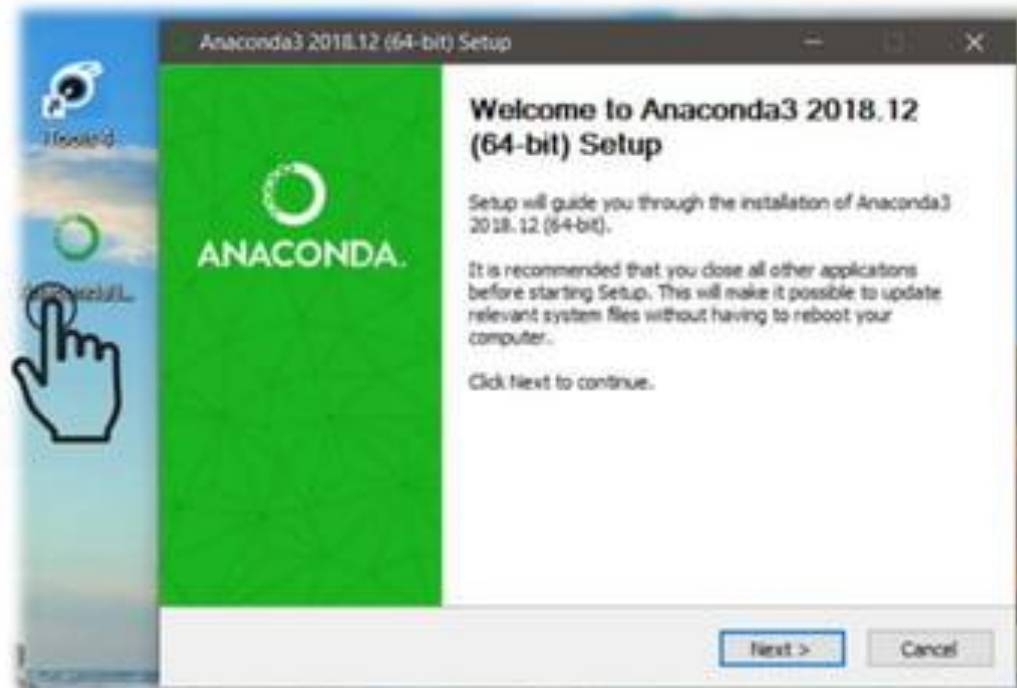 Anaconda3 2018.12 (64-bit) Setup
Welcome to Anaconda3 2018.12
(64-bit) Setup
Setup will guide you through the installation of Anaconda3
2018.12 (64-bit).
ANACONDA.
It is recommended that you close all other applications
before starting Setup. This will make it possible to update
relevant system files without having to reboot your
computer.
Click Next to continue.
Next >
Cancel